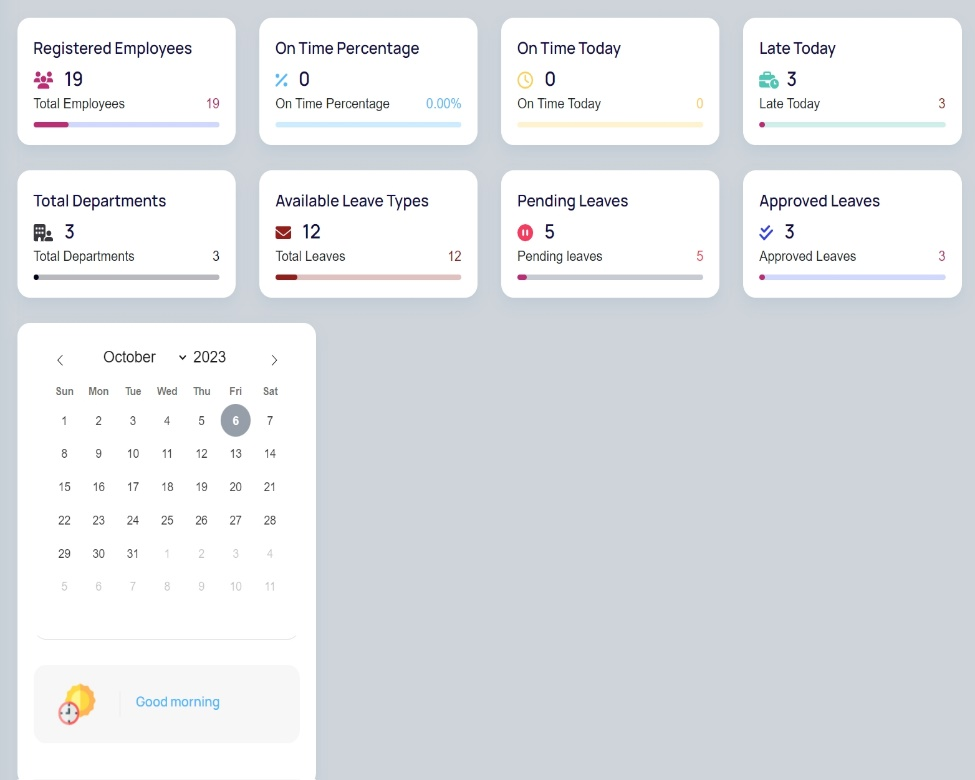 Registered Employees
19
Total Employees 19
On Time Percentage
0
On Time Percentage 0.00%
On Time Today
0
On Time Today 0
Late Today
3
Late Today 3
Total Departments
3
Total Departments 3
Available Leave Types
12
Total Leaves 12
Pending Leaves
5
Pending leaves 5
Approved Leaves
3
Approved Leaves 3
October 2023
Sun Mon Tue Wed Thu Fri Sat
1 2 3 4 5 6 7
8 9 10 11 12 13 14
15 16 17 18 19 20 21
22 23 24 25 26 27 28
29 30 31 1 2 3 4
5 6 7 8 9 10 11
Good morning